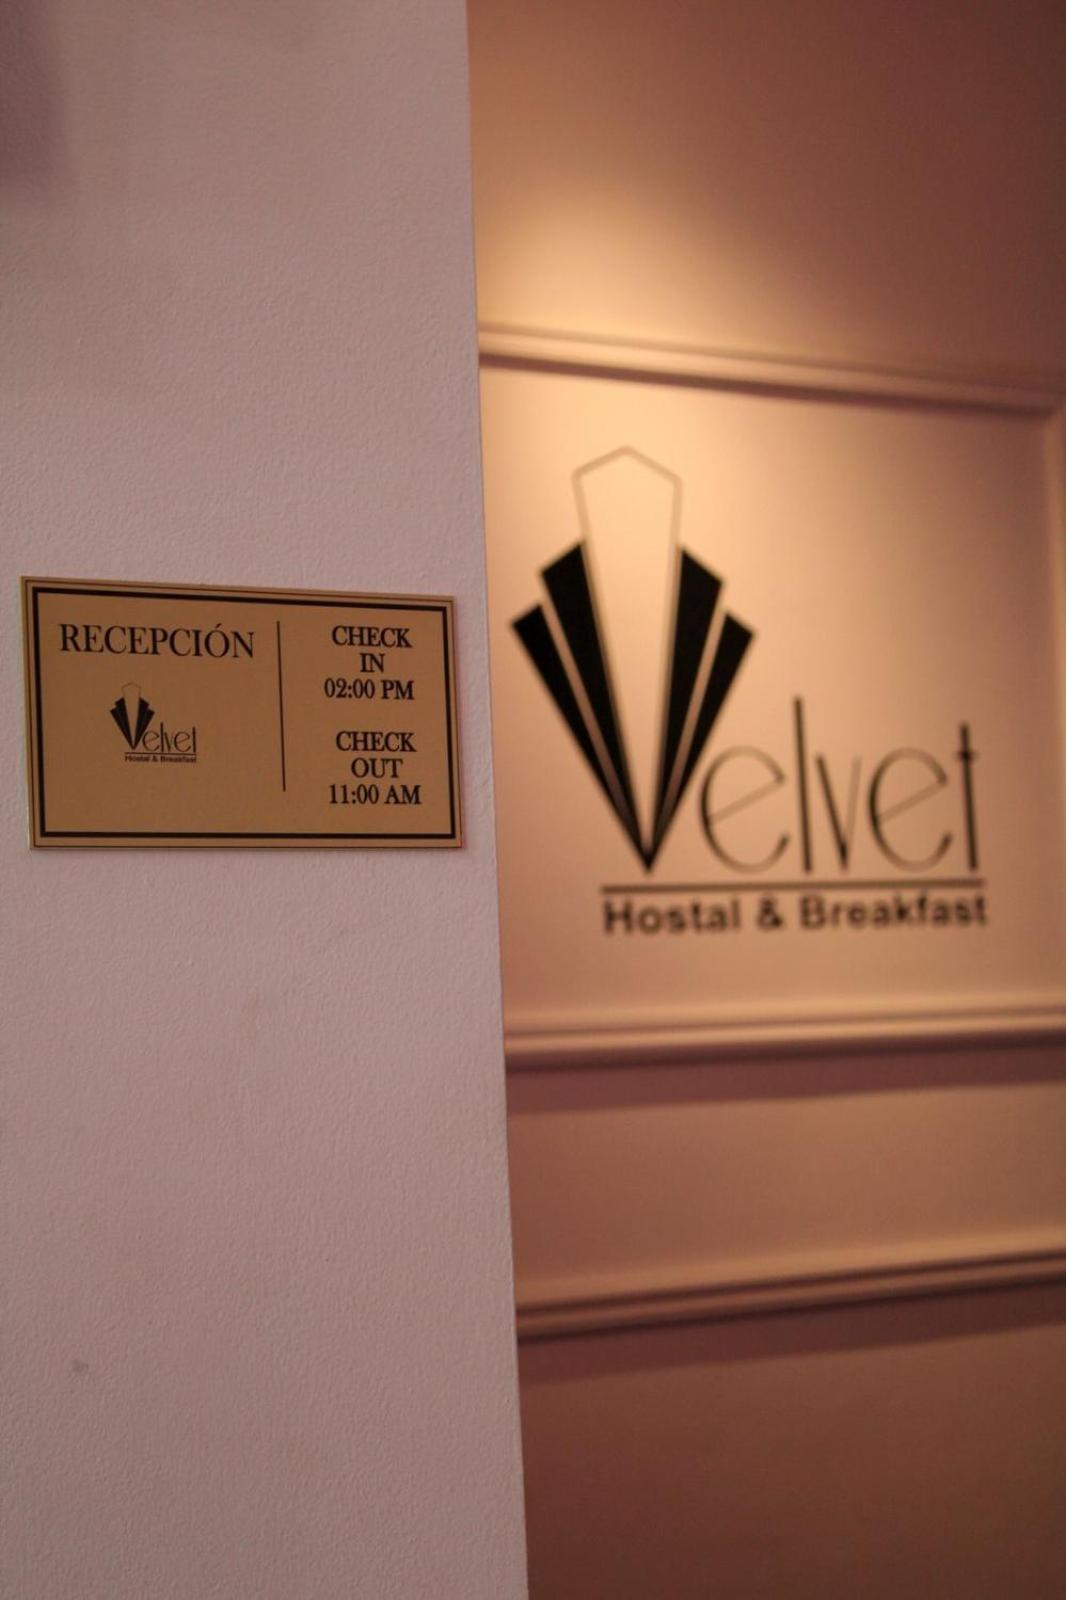 RECEPCIÓN
Velvet
Hostal & Breakfast
CHECK
IN
02:00 PM
CHECK
OUT
11:00 AM
Velvet
Hostal & Breakfast